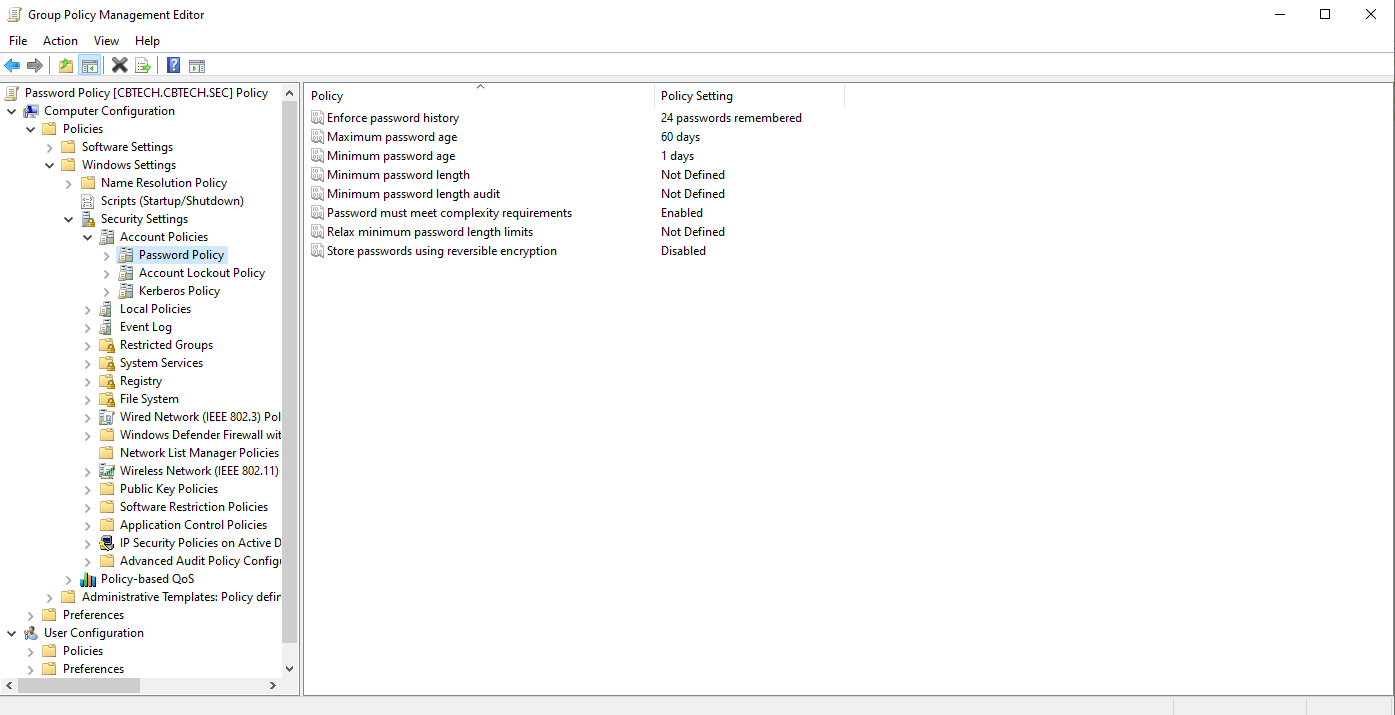 Group Policy Management Editor
File Action View Help
Password Policy [CBTECH.CBTECH.SEC] Policy
Computer Configuration
Policies
Software Settings
Windows Settings
Name Resolution Policy
Scripts (Startup/Shutdown)
Security Settings
Account Policies
Password Policy
Account Lockout Policy
Kerberos Policy
Local Policies
Event Log
Restricted Groups
System Services
Registry
File System
Wired Network (IEEE 802.3) Pol
Windows Defender Firewall wit
Network List Manager Policies
Wireless Network (IEEE 802.11)
Public Key Policies
Software Restriction Policies
Application Control Policies
IP Security Policies on Active D
Advanced Audit Policy Configu
Policy-based QoS
Administrative Templates: Policy defin
Preferences
User Configuration
Policies
Preferences
Policy Policy Setting
Enforce password history 24 passwords remembered
Maximum password age 60 days
Minimum password age 1 days
Minimum password length Not Defined
Minimum password length audit Not Defined
Password must meet complexity requirements Enabled
Relax minimum password length limits Not Defined
Store passwords using reversible encryption Disabled